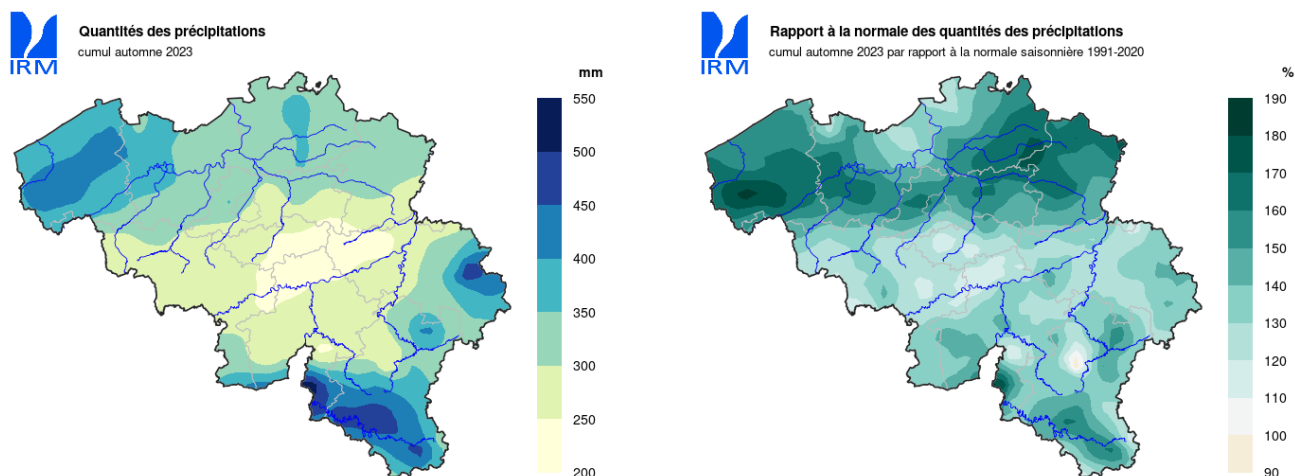 IRM
Quantités des précipitations
cumul automne 2023
mm
550
500
450
400
350
300
250
200
IRM
Rapport à la normale des quantités des précipitations
cumul automne 2023 par rapport à la normale saisonnière 1991-2020
%
190
180
170
160
150
140
130
120
110
100
90